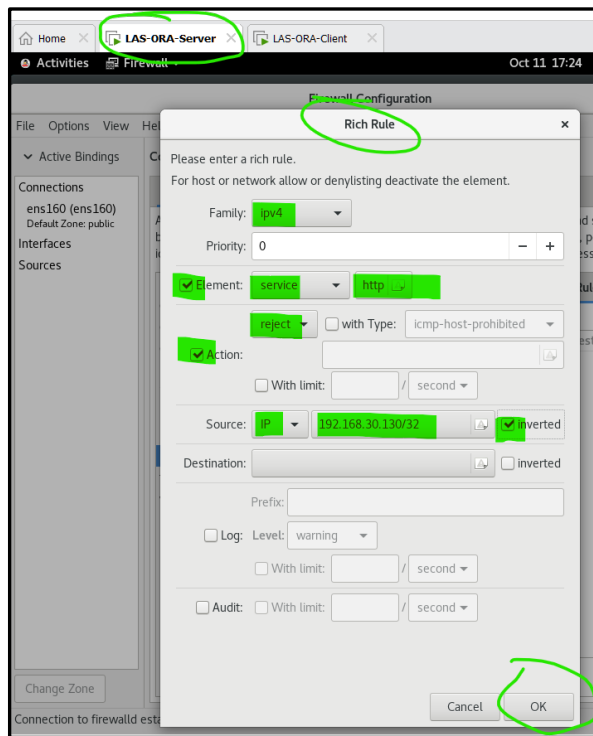 Home LAS-ORA-Server LAS-ORA-Client
Activities Firewall Oct 11 17:24
Firewall Configuration
File Options View Hel
Rich Rule
Active Bindings
Please enter a rich rule.
For host or network allow or denylisting deactivate the element.
Connections
ens160 (ens160)
Default Zone: public
Interfaces
Sources
Family: ipv4
Priority: 0
Element: service http
reject with Type: icmp-host-prohibited
Action:
With limit: / second
Source: IP 192.168.30.130/32 inverted
Destination: inverted
Prefix:
Log: Level: warning
With limit: / second
Audit: With limit: / second
Change Zone
Cancel OK
Connection to firewalld esta